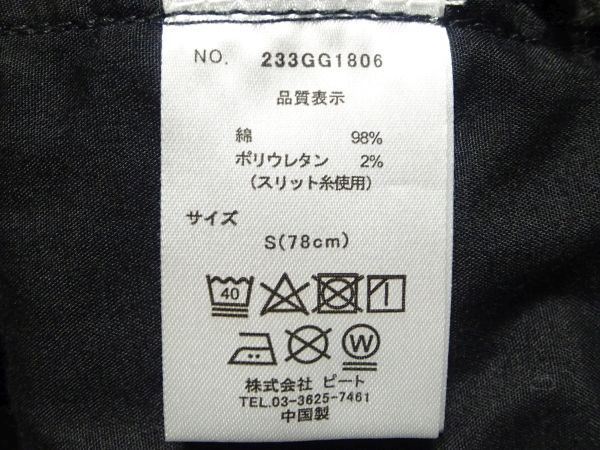 NO. 233GG1806
品質表示
綿 98%
ポリウレタン 2%
(スリット糸使用)
サイズ
S(78cm)
40
W
株式会社 ピート
TEL.03-3625-7461
中国製